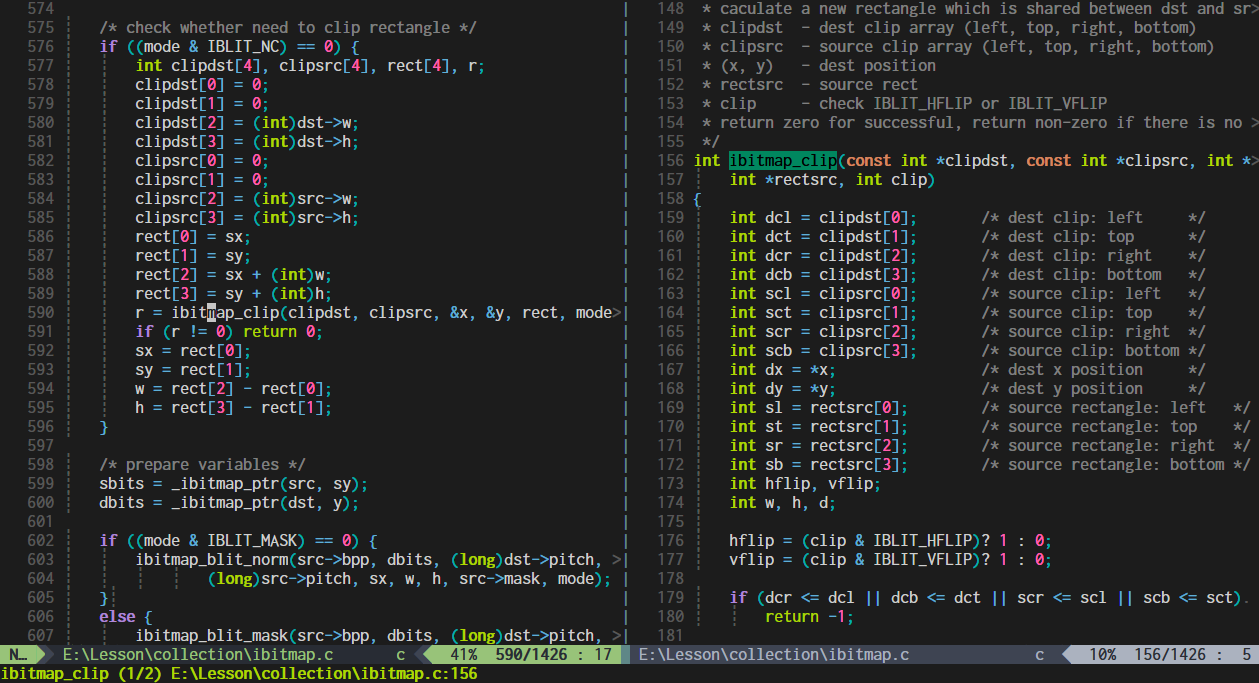 574
575 /* check whether need to clip rectangle */
576 if ((mode & IBLIT_NC) == 0) {
577 int clipdst[4], clipsrc[4], rect[4], r;
578 clipdst[0] = 0;
579 clipdst[1] = 0;
580 clipdst[2] = (int)dst->w;
581 clipdst[3] = (int)dst->h;
582 clipsrc[0] = 0;
583 clipsrc[1] = 0;
584 clipsrc[2] = (int)src->w;
585 clipsrc[3] = (int)src->h;
586 rect[0] = sx;
587 rect[1] = sy;
588 rect[2] = sx + (int)w;
589 rect[3] = sy + (int)h;
590 r = ibitmap_clip(clipdst, clipsrc, &x, &y, rect, mode>
591 if (r != 0) return 0;
592 sx = rect[0];
593 sy = rect[1];
594 w = rect[2] - rect[0];
595 h = rect[3] - rect[1];
596 }
597
598 /* prepare variables */
599 sbits = _ibitmap_ptr(src, sy);
600 dbits = _ibitmap_ptr(dst, y);
601
602 if ((mode & IBLIT_MASK) == 0) {
603 ibitmap_blit_norm(src->bpp, dbits, (long)dst->pitch, >
604 (long)src->pitch, sx, w, h, src->mask, mode);
605 }
606 else {
607 ibitmap_blit_mask(src->bpp, dbits, (long)dst->pitch, >
N… E:\Lesson\collection\ibitmap.c c 41% 590/1426 : 17
148 * caculate a new rectangle which is shared between dst and sr>
149 * clipdst - dest clip array (left, top, right, bottom)
150 * clipsrc - source clip array (left, top, right, bottom)
151 * (x, y) - dest position
152 * rectsrc - source rect
153 * clip - check IBLIT_HFLIP or IBLIT_VFLIP
154 * return zero for successful, return non-zero if there is no >
155 */
156 int ibitmap_clip(const int *clipdst, const int *clipsrc, int *>
157 int *rectsrc, int clip)
158 {
159 int dcl = clipdst[0]; /* dest clip: left */
160 int dct = clipdst[1]; /* dest clip: top */
161 int dcr = clipdst[2]; /* dest clip: right */
162 int dcb = clipdst[3]; /* dest clip: bottom */
163 int scl = clipsrc[0]; /* source clip: left */
164 int sct = clipsrc[1]; /* source clip: top */
165 int scr = clipsrc[2]; /* source clip: right */
166 int scb = clipsrc[3]; /* source clip: bottom */
167 int dx = *x; /* dest x position */
168 int dy = *y; /* dest y position */
169 int sl = rectsrc[0]; /* source rectangle: left */
170 int st = rectsrc[1]; /* source rectangle: top */
171 int sr = rectsrc[2]; /* source rectangle: right */
172 int sb = rectsrc[3]; /* source rectangle: bottom */
173 int hflip, vflip;
174 int w, h, d;
175
176 hflip = (clip & IBLIT_HFLIP)? 1 : 0;
177 vflip = (clip & IBLIT_VFLIP)? 1 : 0;
178
179 if (dcr <= dcl || dcb <= dct || scr <= scl || scb <= sct)
180 return -1;
181
E:\Lesson\collection\ibitmap.c c 10% 156/1426 : 5
ibitmap_clip (1/2) E:\Lesson\collection\ibitmap.c:156